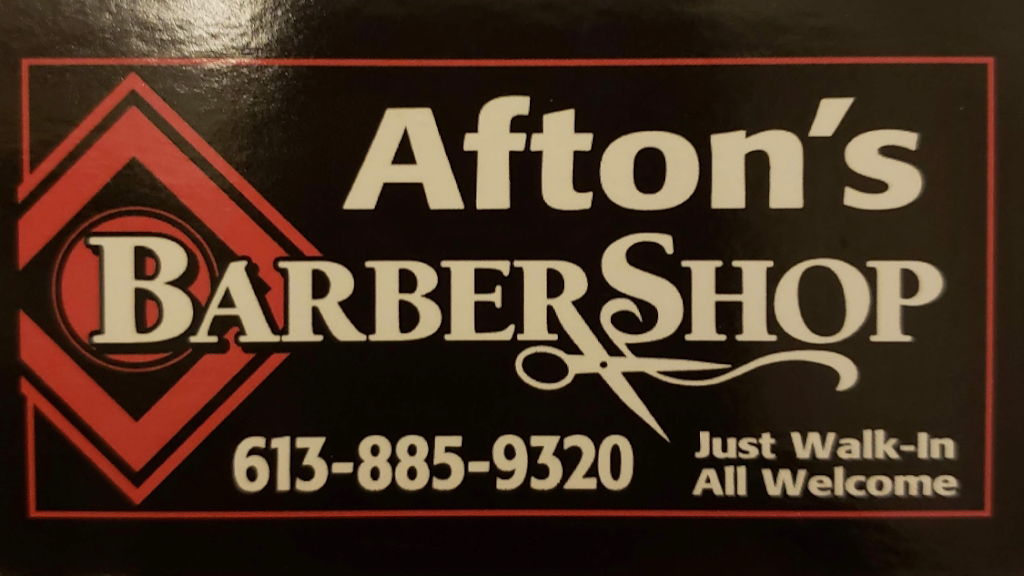 Afton's
BARBERSHOP
613-885-9320
Just Walk-In
All Welcome